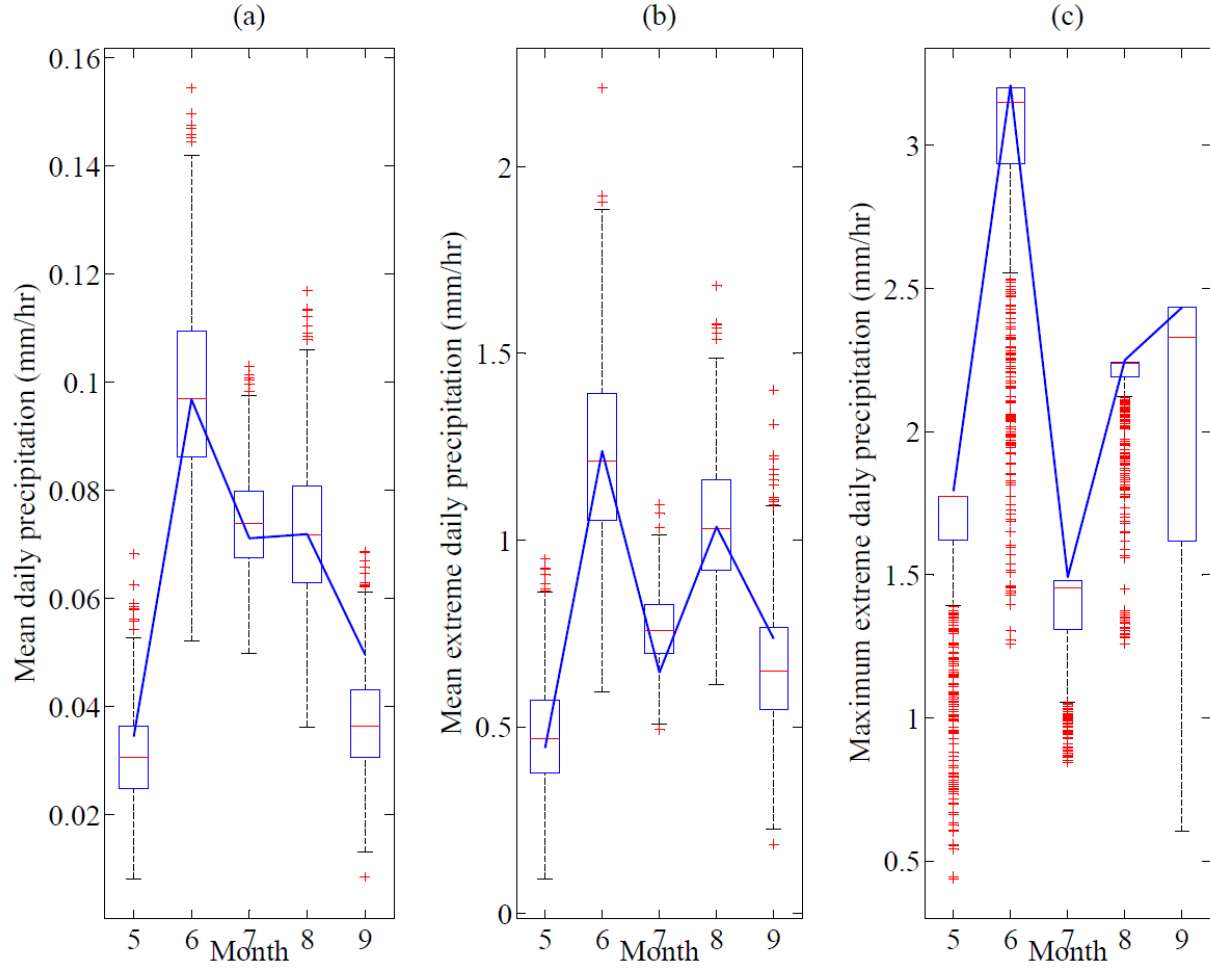 (a)
Mean daily precipitation (mm/hr)
0.16
0.14
0.12
0.1
0.08
0.06
0.04
0.02
5 6 7 8 9
Month
(b)
Mean extreme daily precipitation (mm/hr)
2
1.5
1
0.5
0
5 6 7 8 9
Month
(c)
Maximum extreme daily precipitation (mm/hr)
3
2.5
2
1.5
1
0.5
5 6 7 8 9
Month